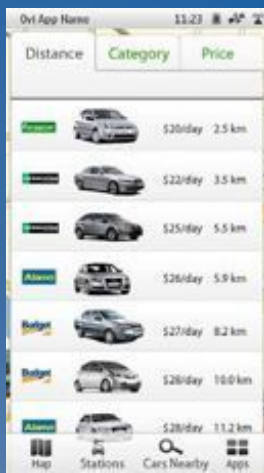 Ovi App Name 11:23
Distance Category Price
$20/day 2.5 km
$22/day 3.5 km
$25/day 5.5 km
Alamo $26/day 5.9 km
Budget $27/day 8.2 km
Budget $28/day 10.0 km
Alamo $28/day 11.2 km
Map Stations Cars Nearby Apps